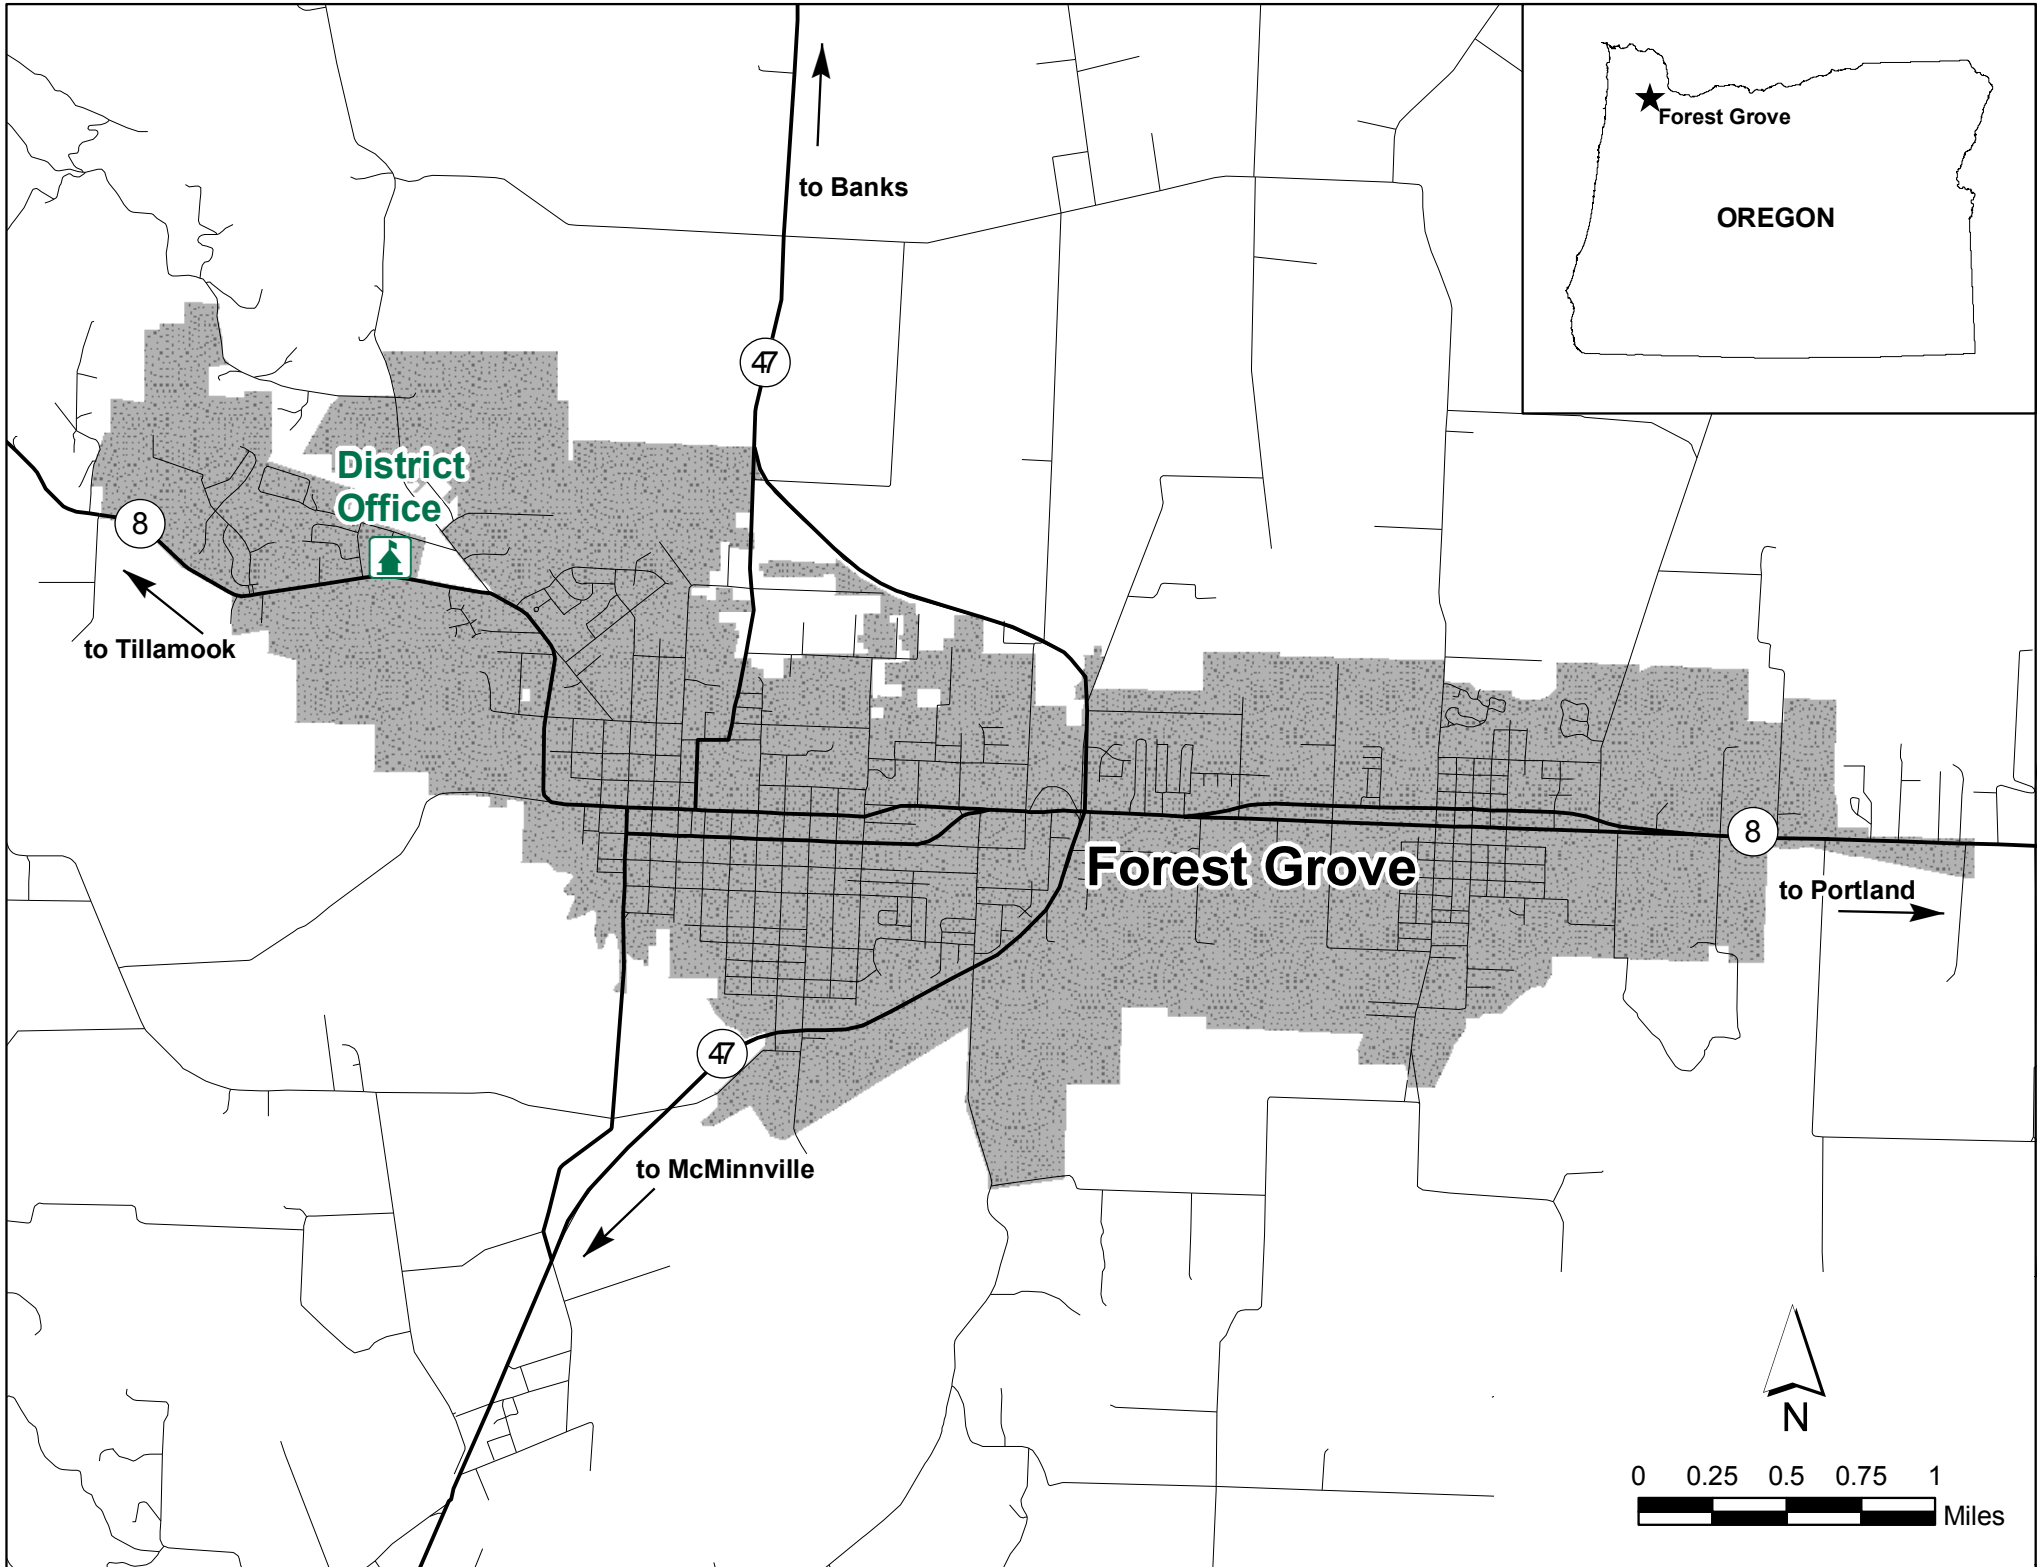 Forest Grove
OREGON
to Banks
47
District
Office
8
to Tillamook
8
Forest Grove
to Portland
47
to McMinnville
N
0 0.25 0.5 0.75 1
Miles